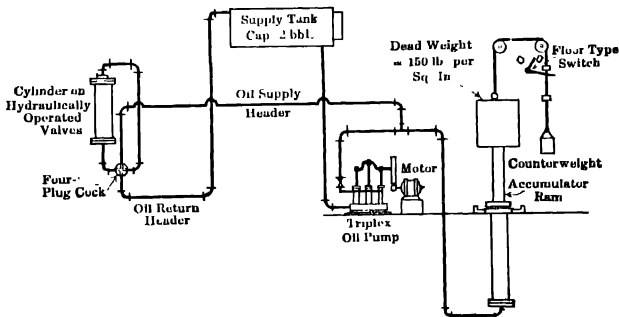 Supply Tank
Cap 2 bbl.
Dead Weight
= 150 lb per
Sq In
Floor Type
Switch
Cylinder on
Hydraulically
Operated
Valves
Oil Supply
Header
Four-
Plug Cock
Oil Return
Header
Motor
Triplex
Oil Pump
Counterweight
Accumulator
Ram